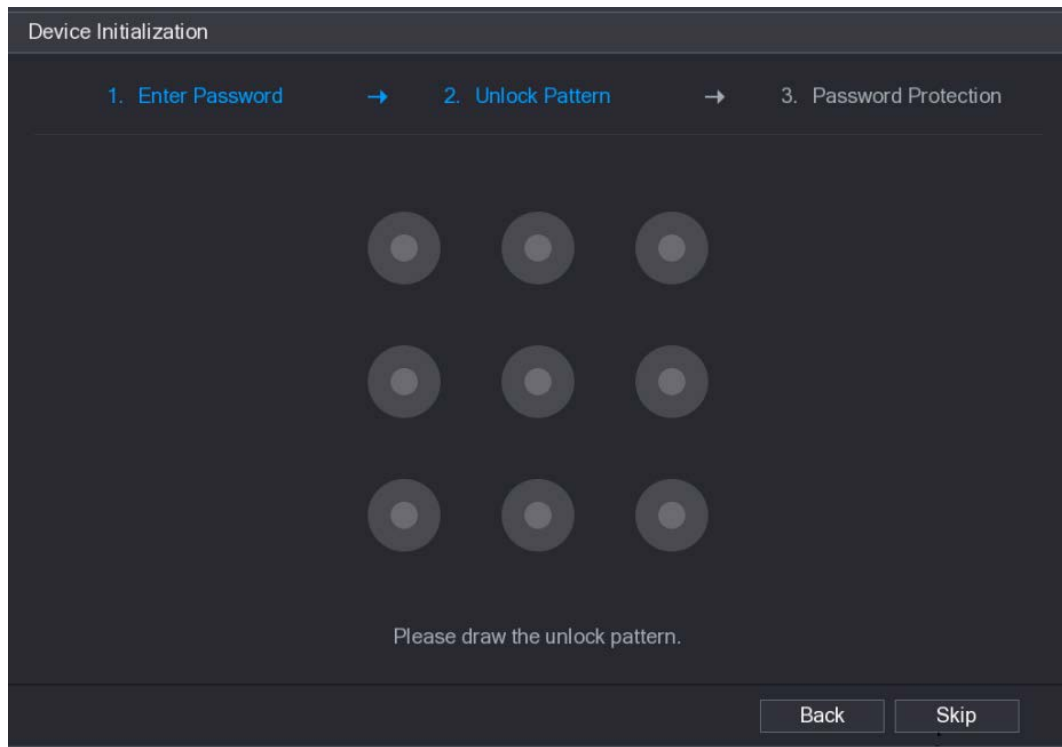 Device Initialization
1. Enter Password → 2. Unlock Pattern → 3. Password Protection
Please draw the unlock pattern.
Back Skip